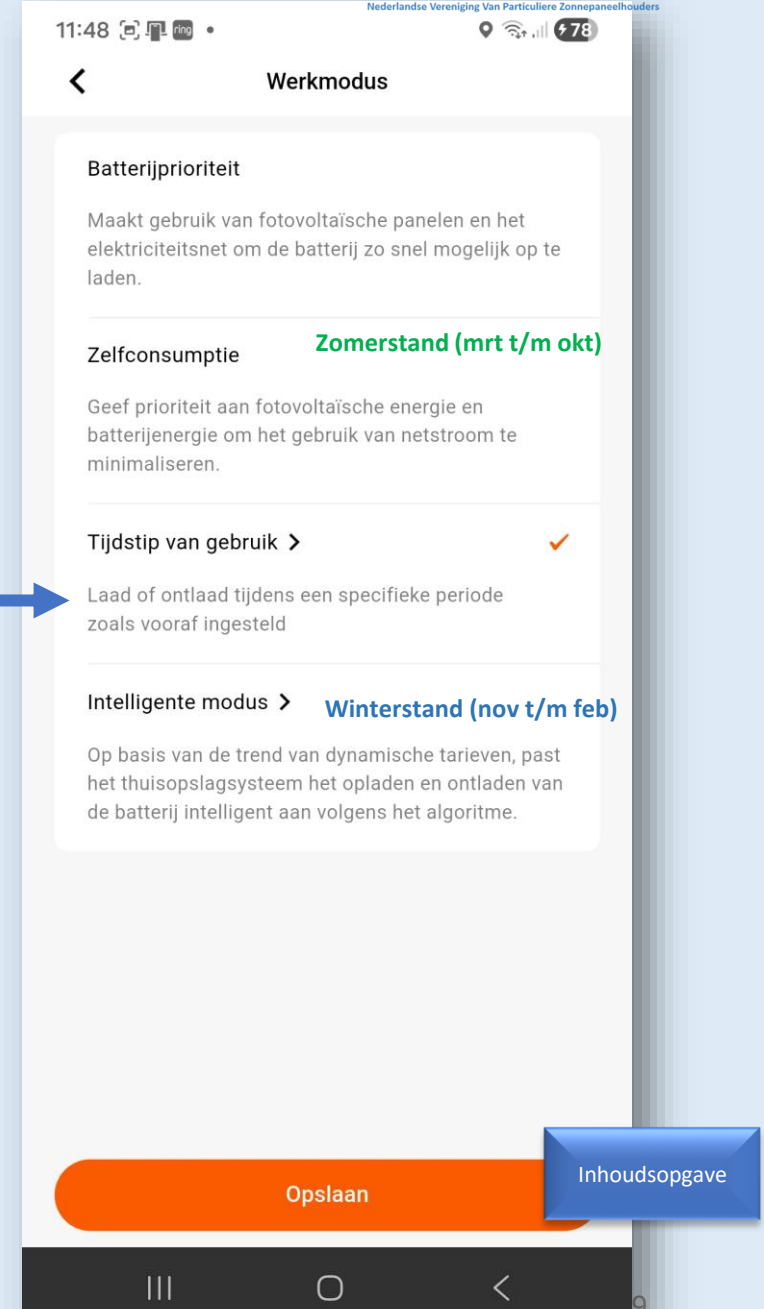 Nederlandse Vereniging Van Particuliere Zonnepaneelhouders
11:48 ring 78
Werkmodus
Batterijprioriteit
Maakt gebruik van fotovoltaïsche panelen en het
elektriciteitsnet om de batterij zo snel mogelijk op te
laden.
Zomerstand (mrt t/m okt)
Zelfconsumptie
Geef prioriteit aan fotovoltaïsche energie en
batterijenergie om het gebruik van netstroom te
minimaliseren.
Tijdstip van gebruik
Laad of ontlaad tijdens een specifieke periode
zoals vooraf ingesteld
Intelligente modus
Winterstand (nov t/m feb)
Op basis van de trend van dynamische tarieven, past
het thuisopslagsysteem het opladen en ontladen van
de batterij intelligent aan volgens het algoritme.
Inhoudsopgave
Opslaan